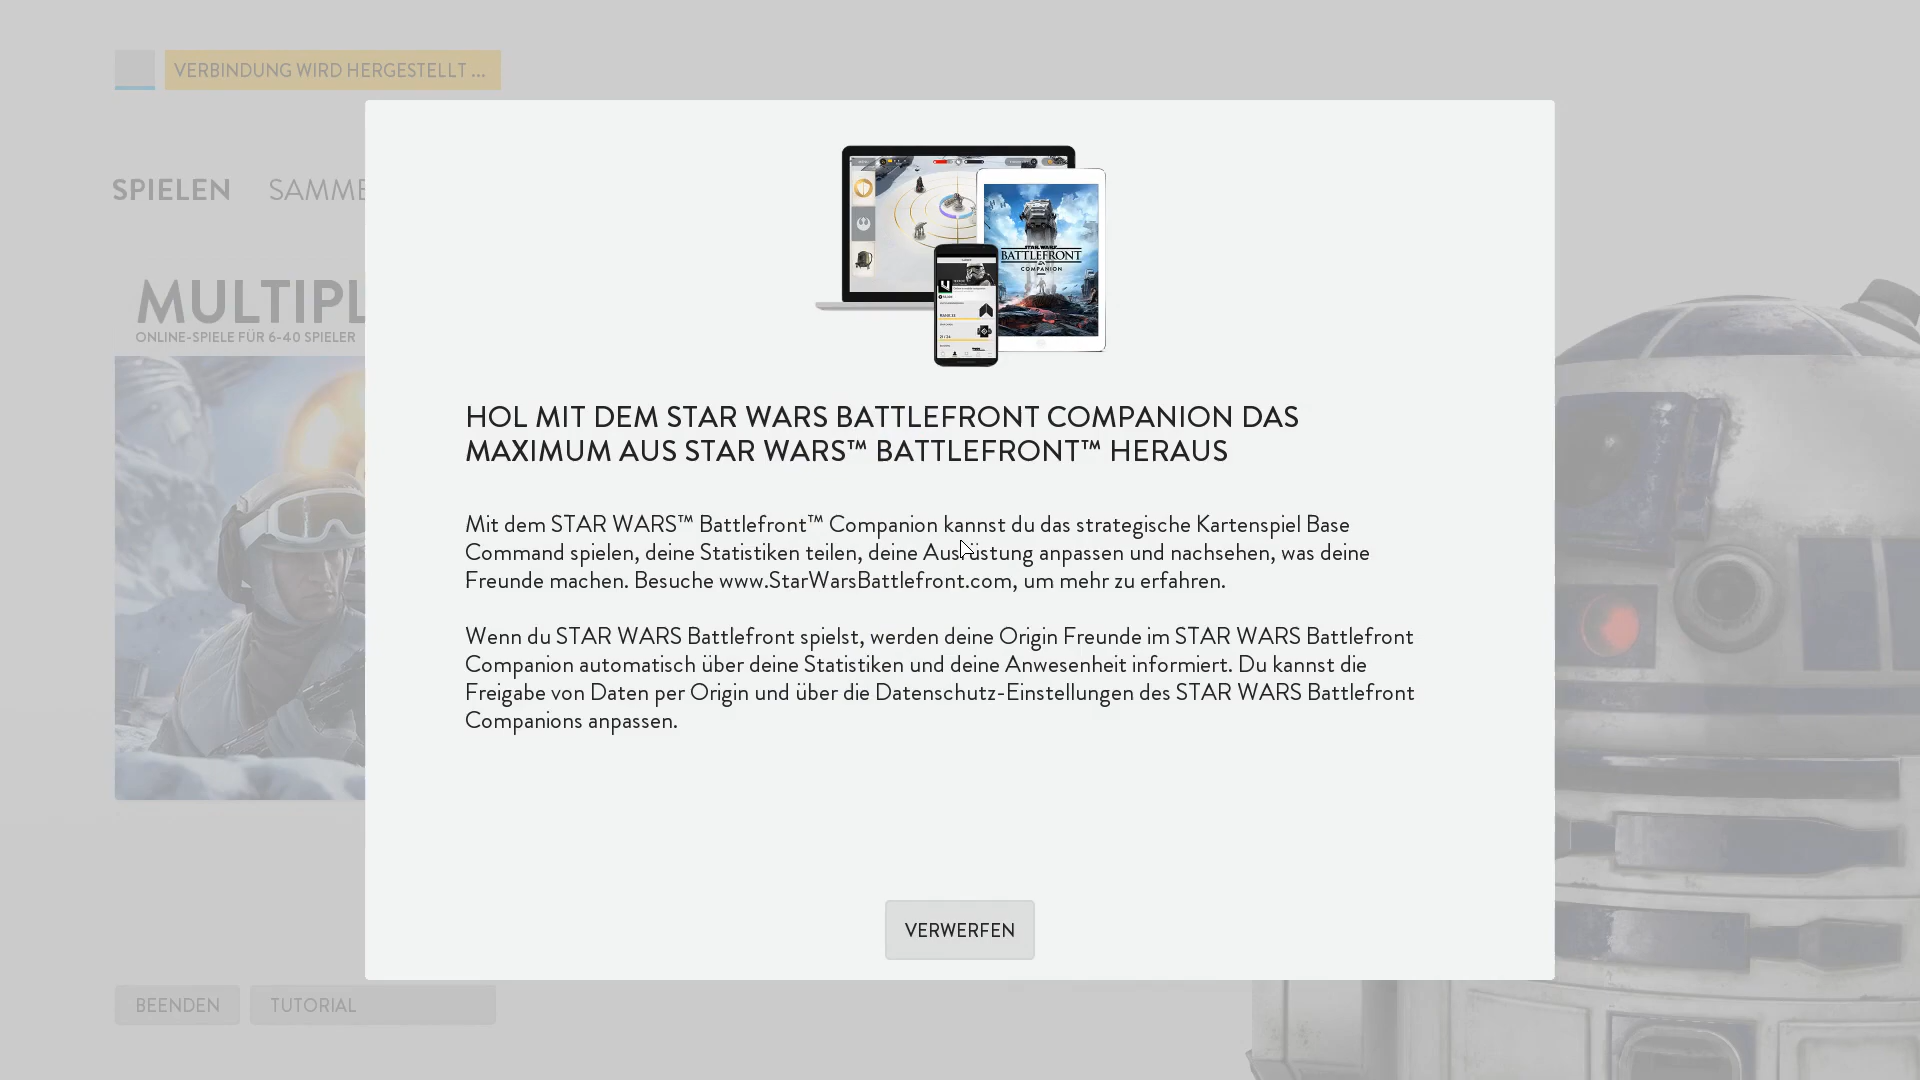 VERBINDUNG WIRD HERGESTELLT ...
SPIELEN SAMME
MULTIPL
ONLINE-SPIELE FÜR 6-40 SPIELER
STAR WARS
BATTLEFRONT
COMPANION
HOL MIT DEM STAR WARS BATTLEFRONT COMPANION DAS
MAXIMUM AUS STAR WARS™ BATTLEFRONT™ HERAUS
Mit dem STAR WARS™ Battlefront™ Companion kannst du das strategische Kartenspiel Base
Command spielen, deine Statistiken teilen, deine Ausrüstung anpassen und nachsehen, was deine
Freunde machen. Besuche www.StarWarsBattlefront.com, um mehr zu erfahren.
Wenn du STAR WARS Battlefront spielst, werden deine Origin Freunde im STAR WARS Battlefront
Companion automatisch über deine Statistiken und deine Anwesenheit informiert. Du kannst die
Freigabe von Daten per Origin und über die Datenschutz-Einstellungen des STAR WARS Battlefront
Companions anpassen.
VERWERFEN
BEENDEN TUTORIAL